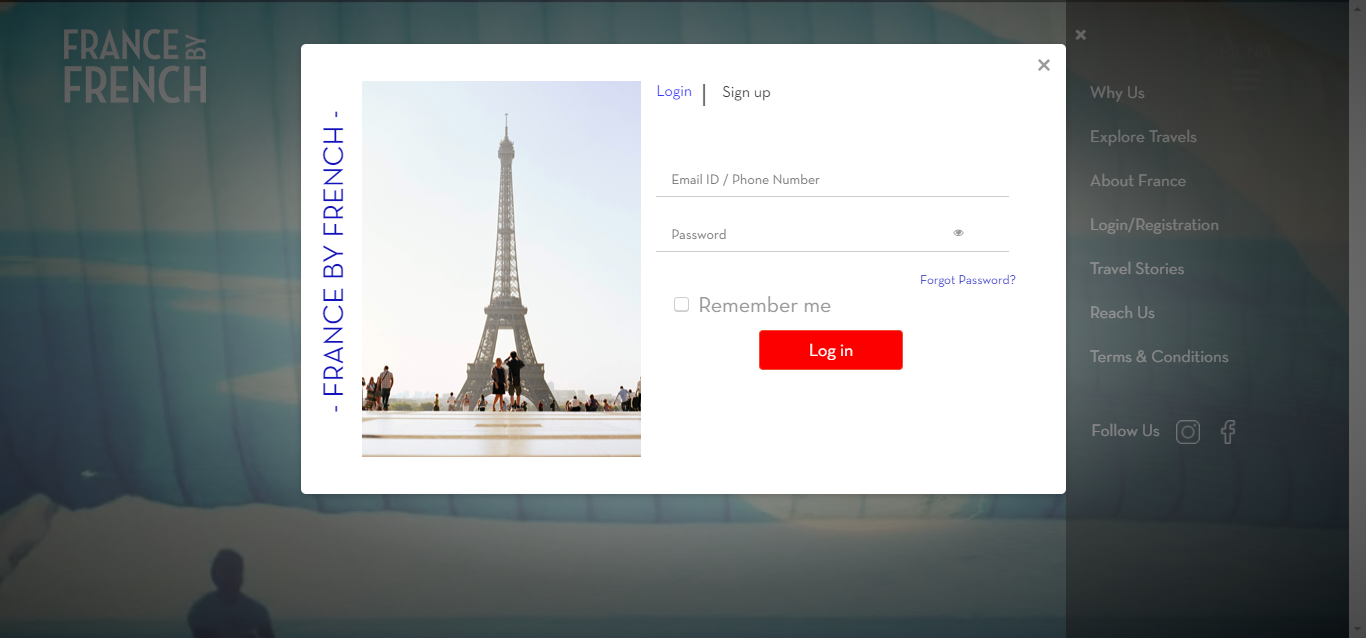 FRANCE BY
FRENCH
- FRANCE BY FRENCH -
Login | Sign up
Email ID / Phone Number
Password
Forgot Password?
Remember me
Log in
Why Us
Explore Travels
About France
Login/Registration
Travel Stories
Reach Us
Terms & Conditions
Follow Us